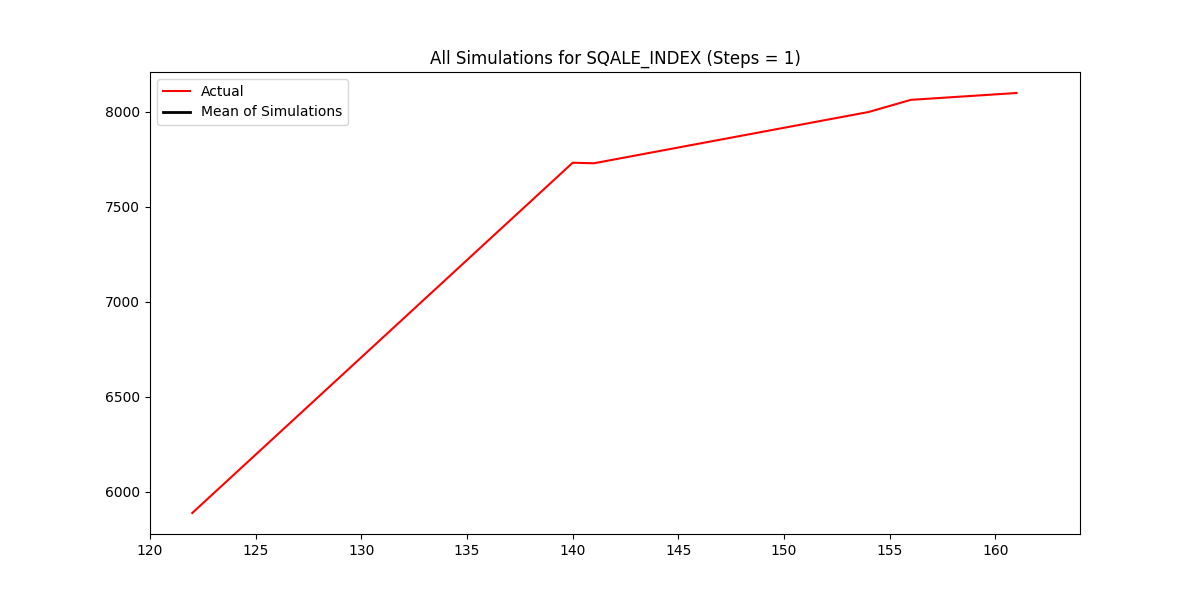 All Simulations for SQALE_INDEX (Steps = 1)
Actual
Mean of Simulations
8000
7500
7000
6500
6000
120 125 130 135 140 145 150 155 160